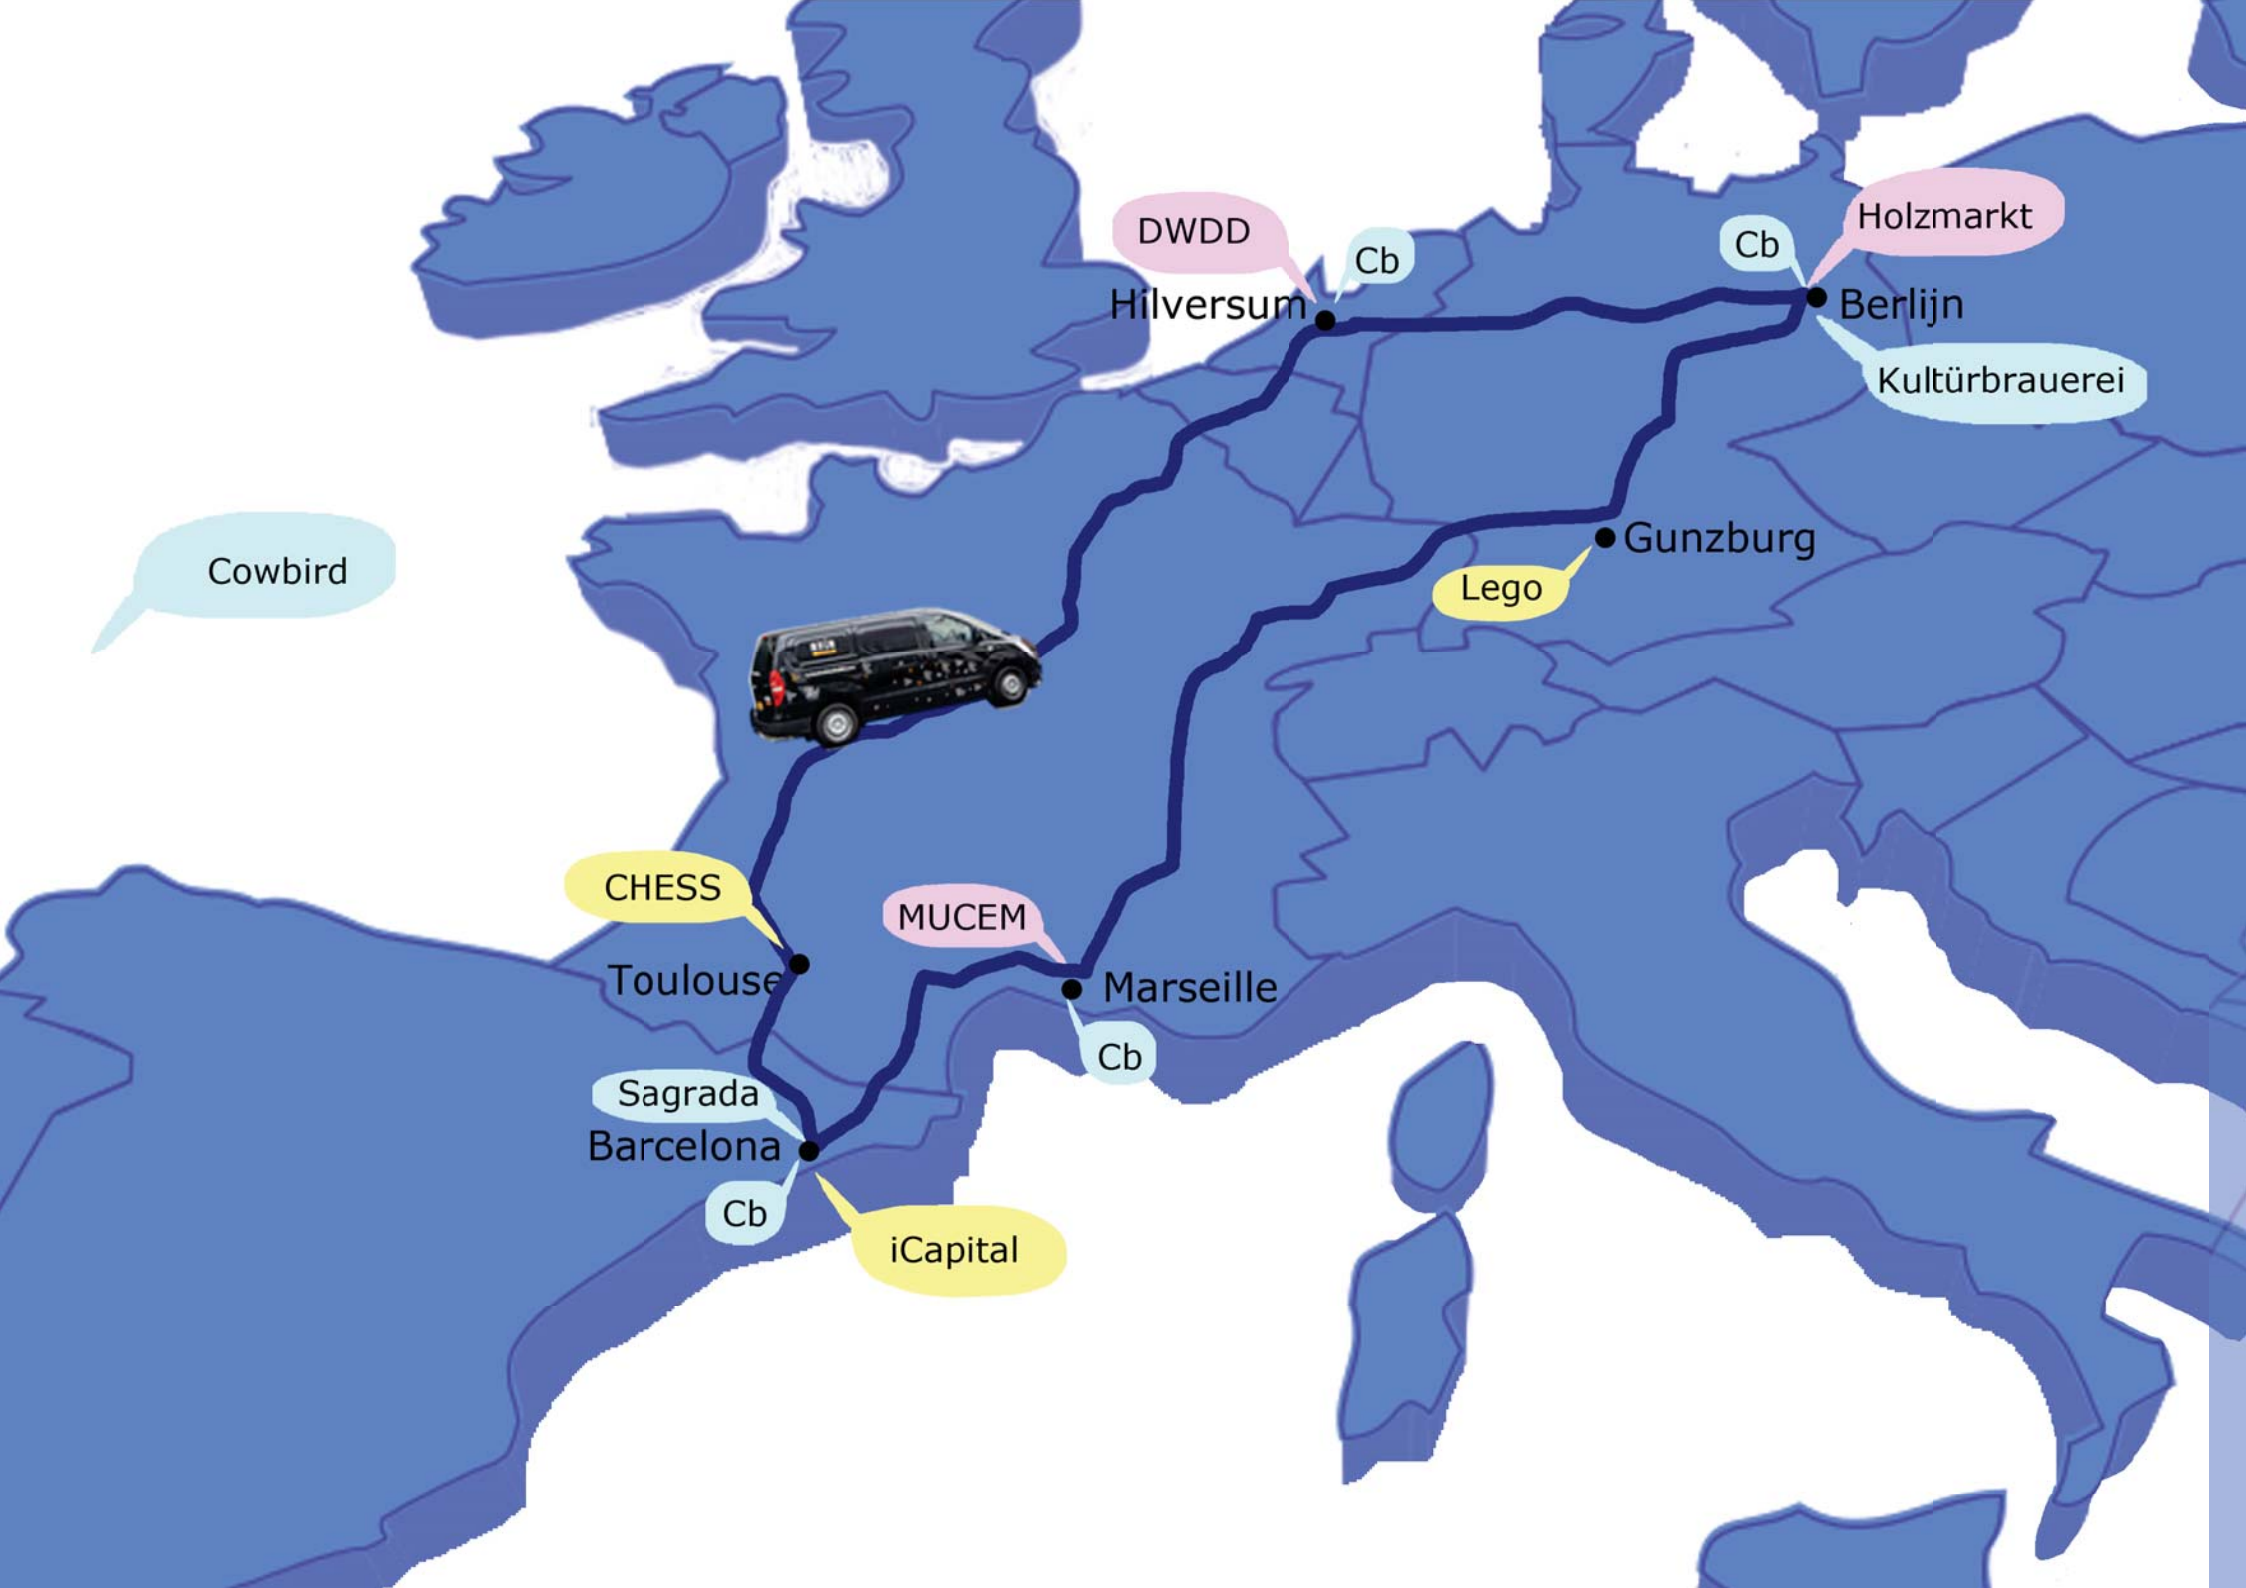 DWDD
Cb
Hilversum
Cb
Holzmarkt
Berlijn
Kultürbrauerei
Cowbird
Gunzburg
Lego
CHESS
Toulouse
MUCEM
Marseille
Cb
Sagrada
Barcelona
Cb
iCapital